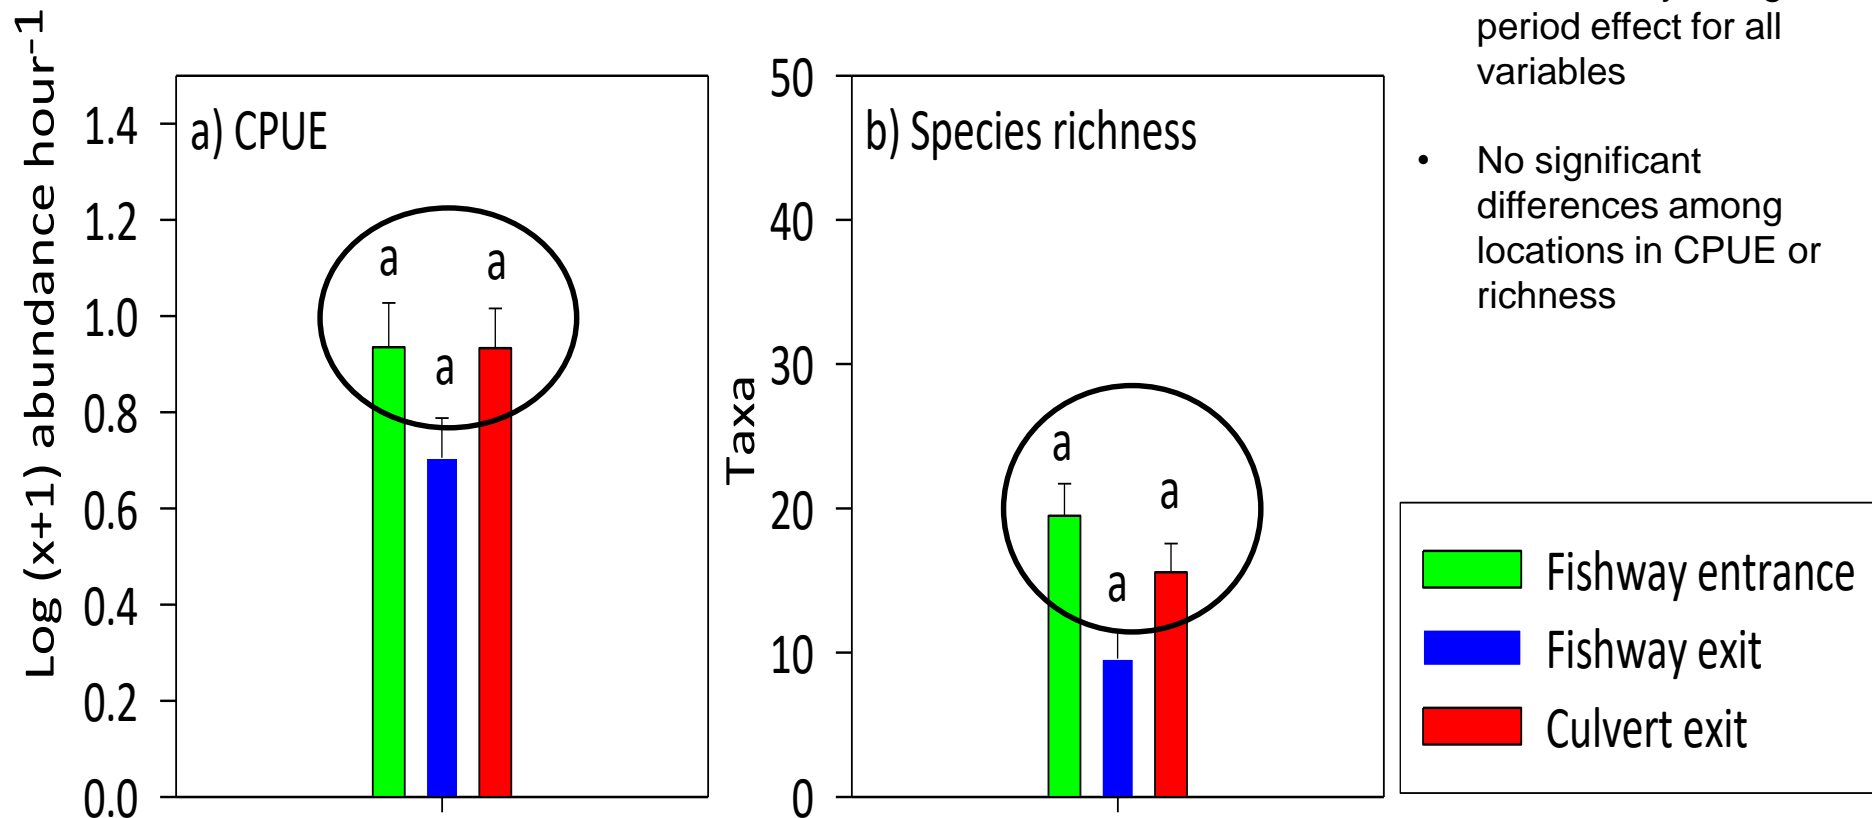 period effect for all
variables
• No significant
differences among
locations in CPUE or
richness
Log (x+1) abundance hour-1
1.4
1.2
1.0
0.8
0.6
0.4
0.2
0.0
a) CPUE
a
a
a
Taxa
50
40
30
20
10
0
b) Species richness
a
a
a
Fishway entrance
Fishway exit
Culvert exit